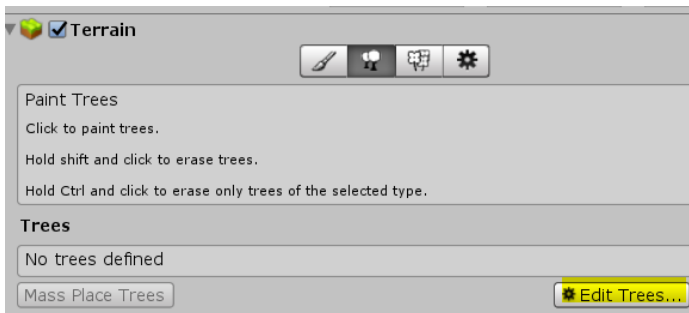 Terrain
Paint Trees
Click to paint trees.
Hold shift and click to erase trees.
Hold Ctrl and click to erase only trees of the selected type.
Trees
No trees defined
Mass Place Trees Edit Trees...